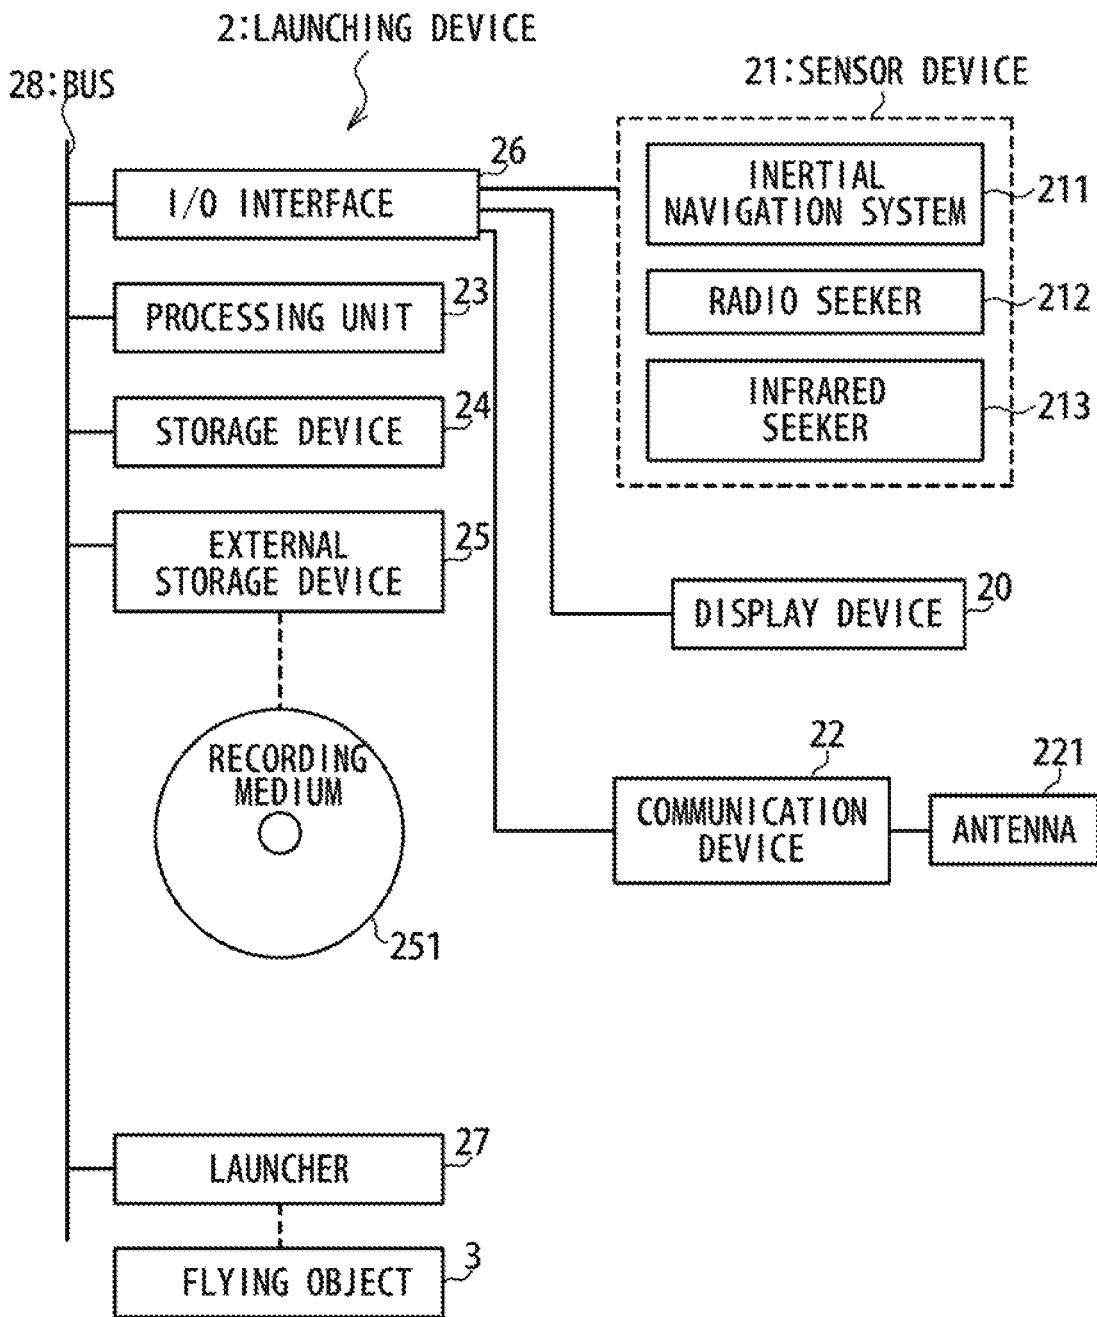 2:LAUNCHING DEVICE
28:BUS
21:SENSOR DEVICE
26
I/O INTERFACE
INERTIAL
NAVIGATION SYSTEM
211
23
PROCESSING UNIT
RADIO SEEKER
212
24
STORAGE DEVICE
INFRARED
SEEKER
213
25
EXTERNAL
STORAGE DEVICE
20
DISPLAY DEVICE
RECORDING
MEDIUM
251
22
COMMUNICATION
DEVICE
221
ANTENNA
27
LAUNCHER
3
FLYING OBJECT